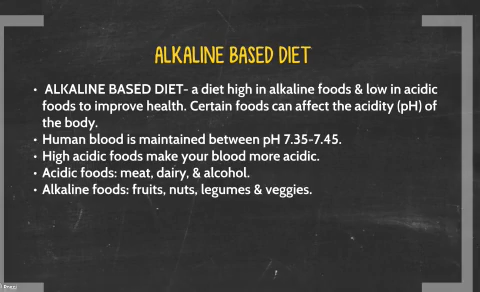 ALKALINE BASED DIET
• ALKALINE BASED DIET- a diet high in alkaline foods & low in acidic
foods to improve health. Certain foods can affect the acidity (pH) of
the body.
• Human blood is maintained between pH 7.35-7.45.
• High acidic foods make your blood more acidic.
• Acidic foods: meat, dairy, & alcohol.
• Alkaline foods: fruits, nuts, legumes & veggies.
Prezi